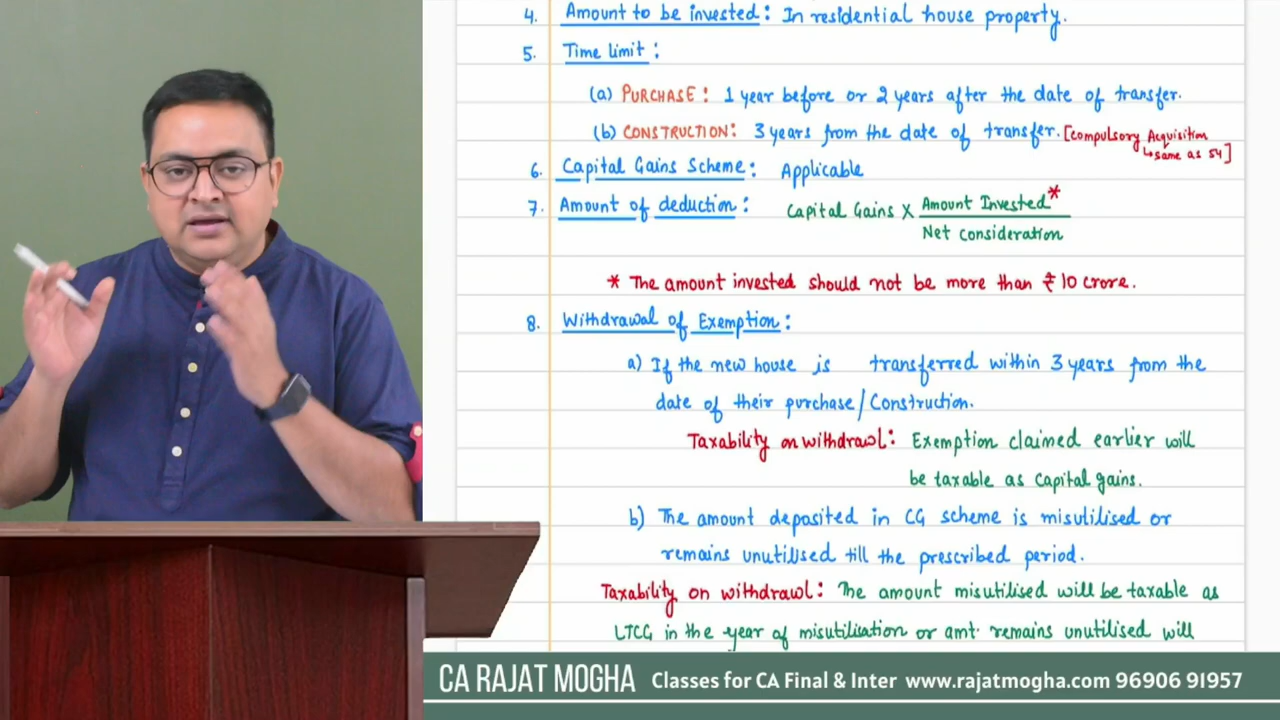 4. Amount to be invested: In residential house property.
5. Time limit:
(a) PURCHASE: 1 year before or 2 years after the date of transfer.
(b) CONSTRUCTION: 3 years from the date of transfer. [compulsory Acquisition
↳same as 54]
6. Capital Gains Scheme: Applicable
7. Amount of deduction: Capital Gains X Amount Invested*
Net consideration
* The amount invested should not be more than ₹ 10 crore.
8. Withdrawal of Exemption:
a) If the new house is transferred within 3 years from the
date of their purchase/Construction.
Taxability on withdrawl: Exemption claimed earlier will
be taxable as capital gains.
b) The amount deposited in CG scheme is misutilised or
remains unutilised till the prescribed period.
Taxability on withdrawl: The amount misutilised will be taxable as
LTCG in the year of misutilisation or amt. remains unutilised will
CA RAJAT MOGHA Classes for CA Final & Inter www.rajatmogha.com 96906 91957